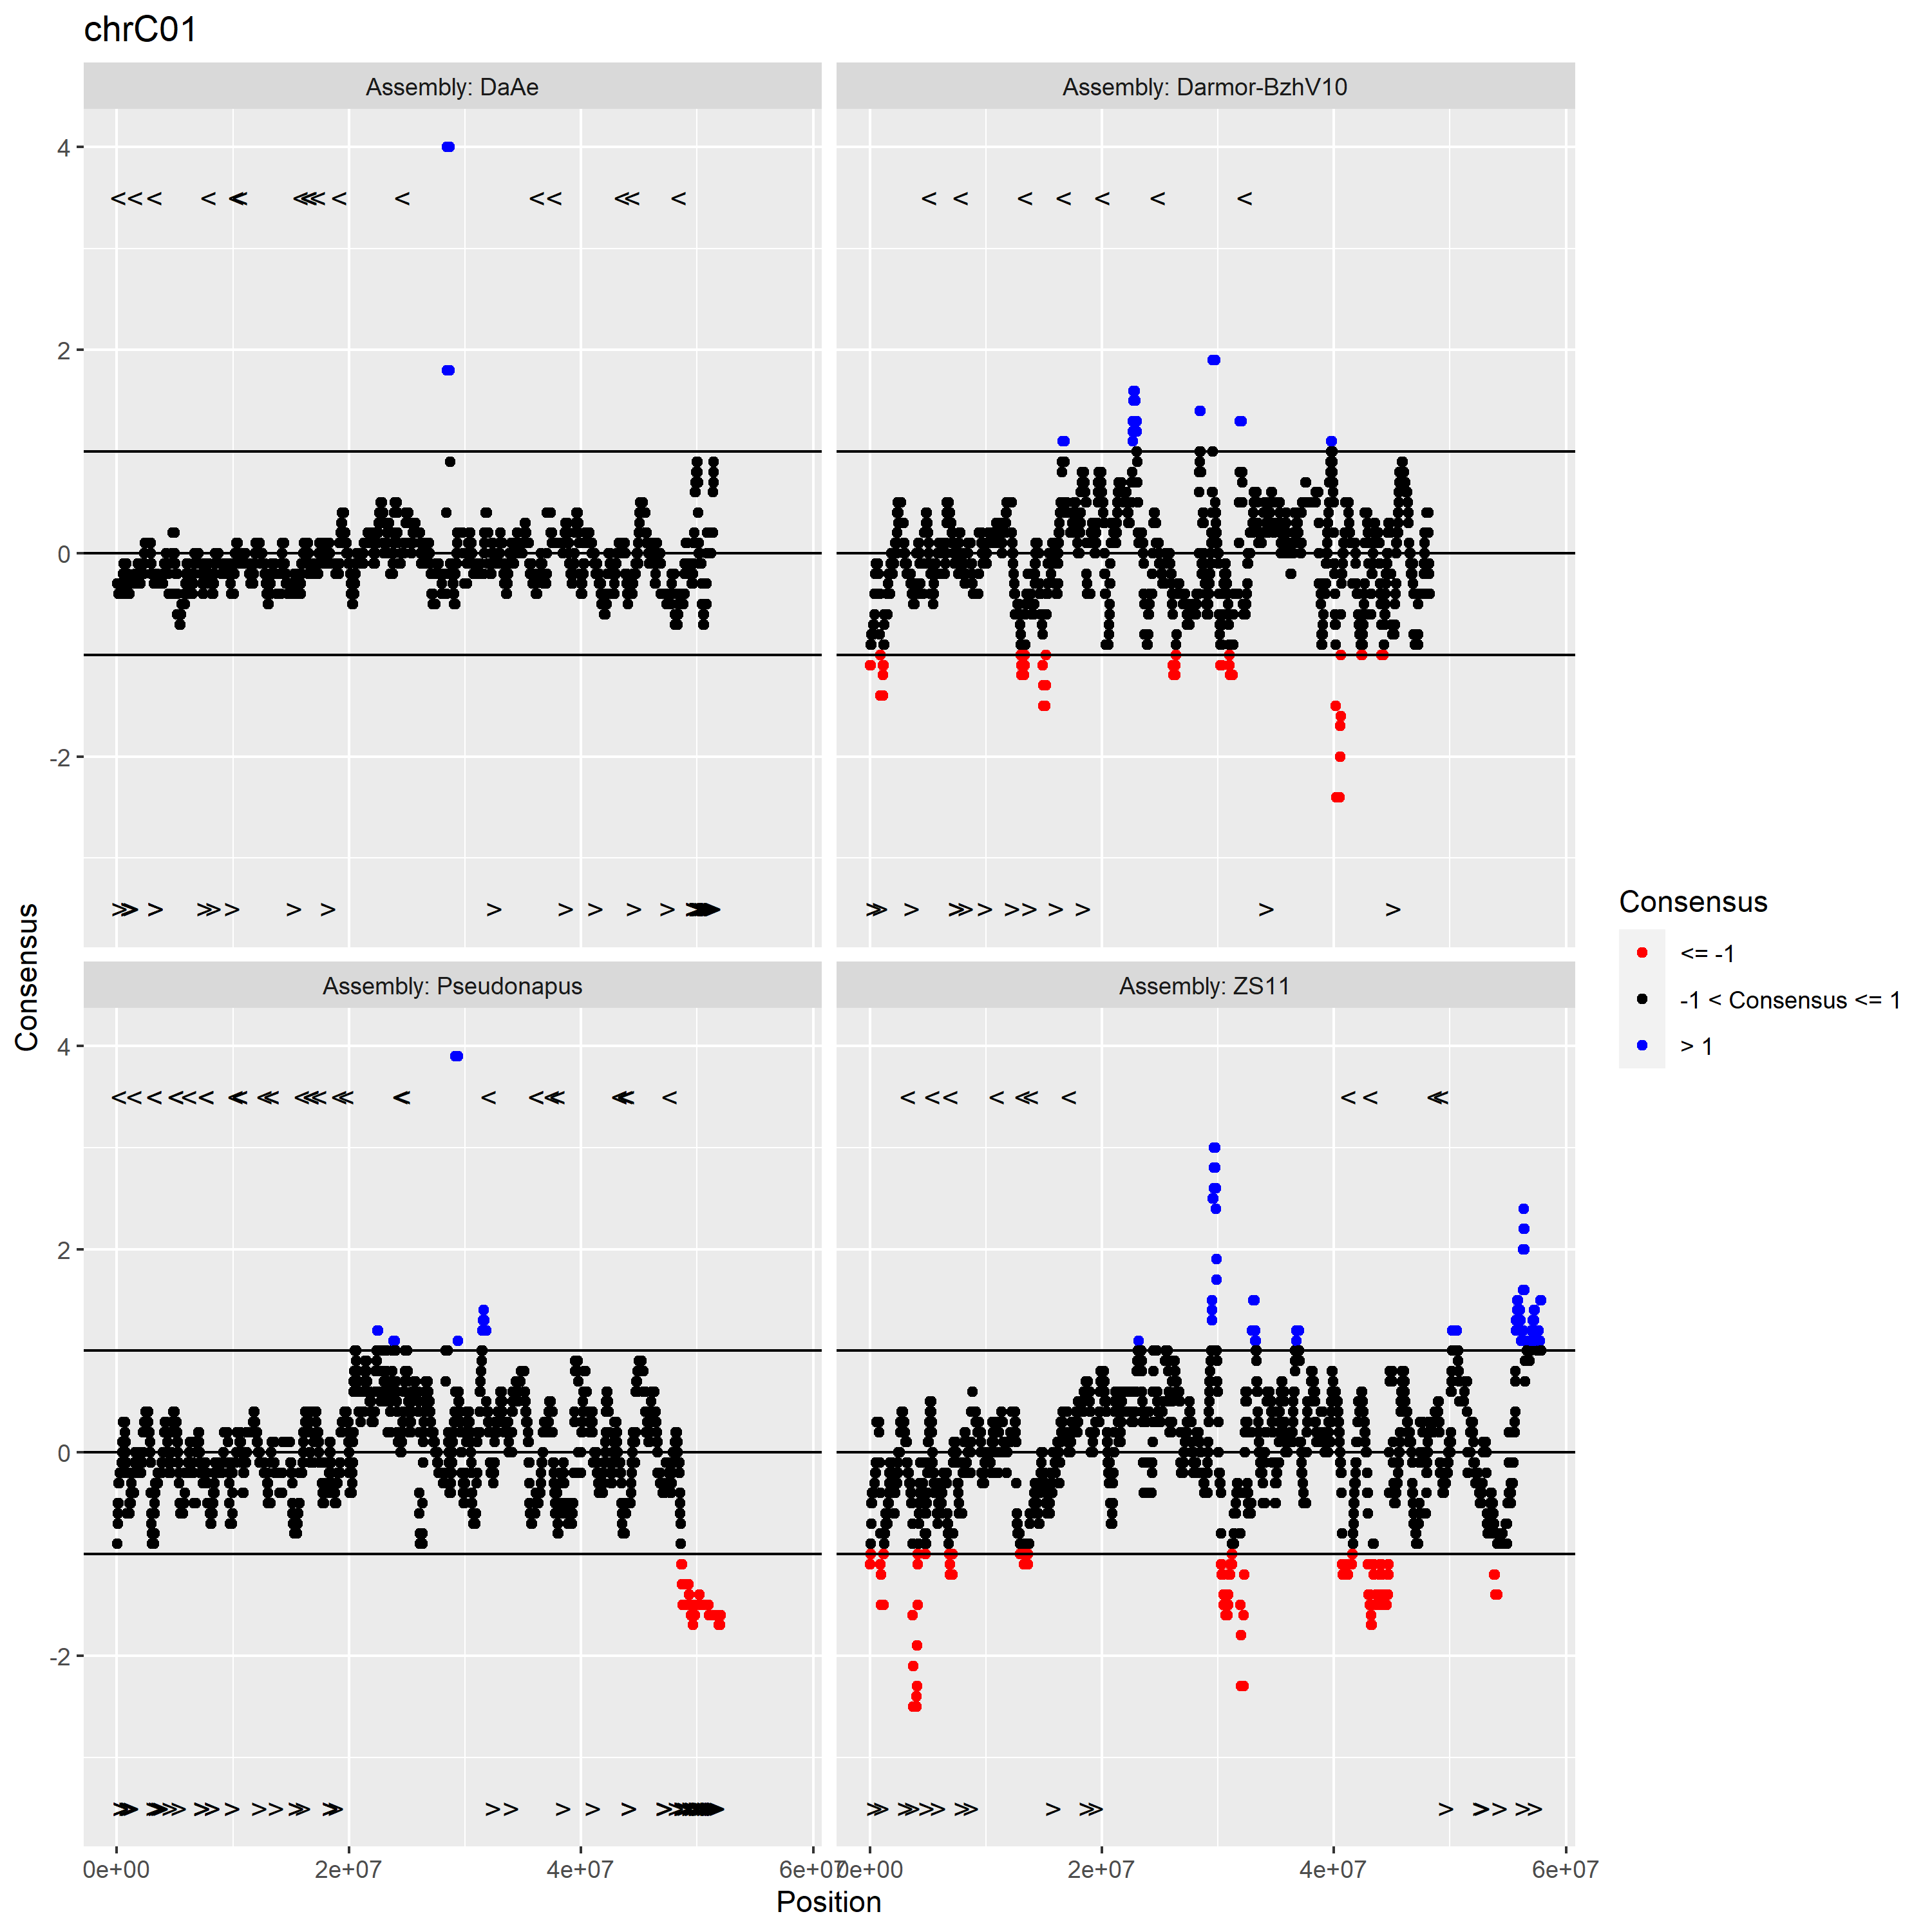 chrC01
Assembly: DaAe
Assembly: Darmor-BzhV10
4
2
0
-2
Assembly: Pseudonapus
Assembly: ZS11
4
2
0
-2
Consensus
0e+00 2e+07 4e+07 6e+07 0e+00 2e+07 4e+07 6e+07
Position
Consensus
<= -1
-1 < Consensus <= 1
> 1